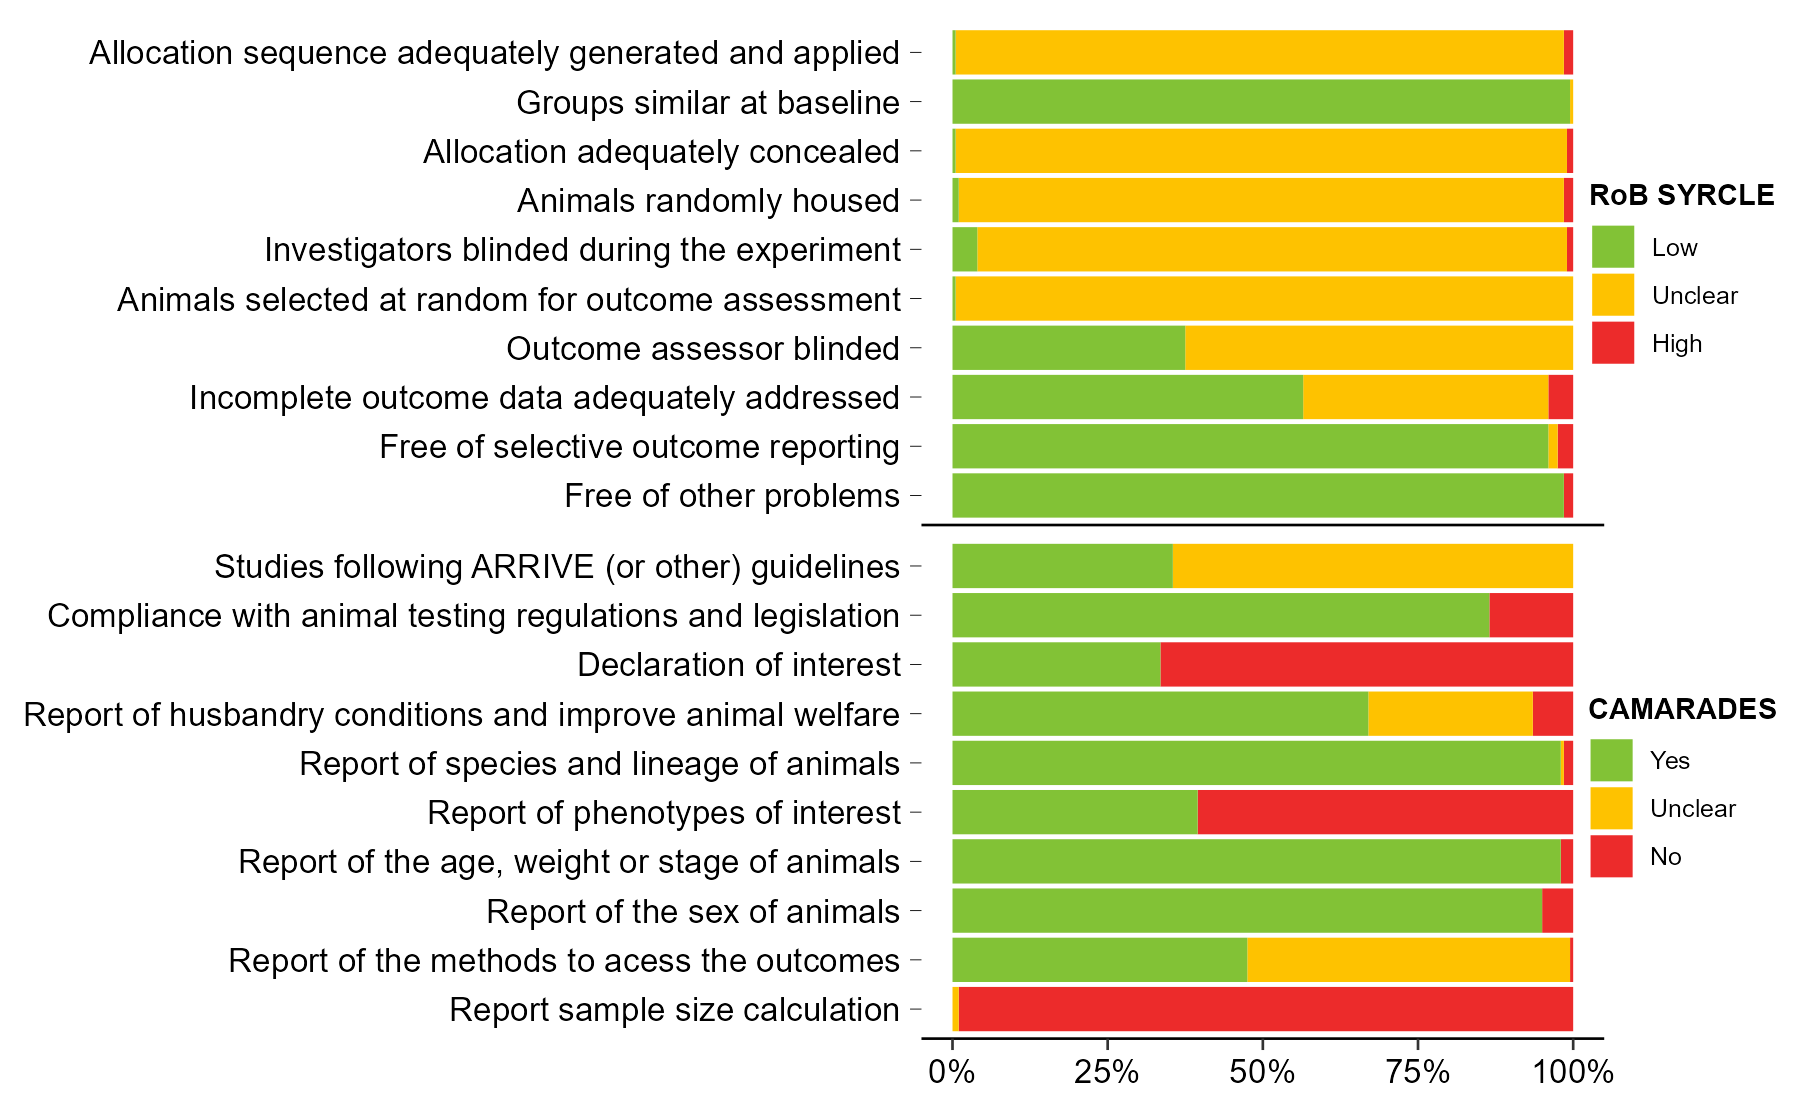 Allocation sequence adequately generated and applied
Groups similar at baseline
Allocation adequately concealed
Animals randomly housed
Investigators blinded during the experiment
Animals selected at random for outcome assessment
Outcome assessor blinded
Incomplete outcome data adequately addressed
Free of selective outcome reporting
Free of other problems
RoB SYRCLE
Low
Unclear
High
Studies following ARRIVE (or other) guidelines
Compliance with animal testing regulations and legislation
Declaration of interest
Report of husbandry conditions and improve animal welfare
Report of species and lineage of animals
Report of phenotypes of interest
Report of the age, weight or stage of animals
Report of the sex of animals
Report of the methods to acess the outcomes
Report sample size calculation
CAMARADES
Yes
Unclear
No
0% 25% 50% 75% 100%